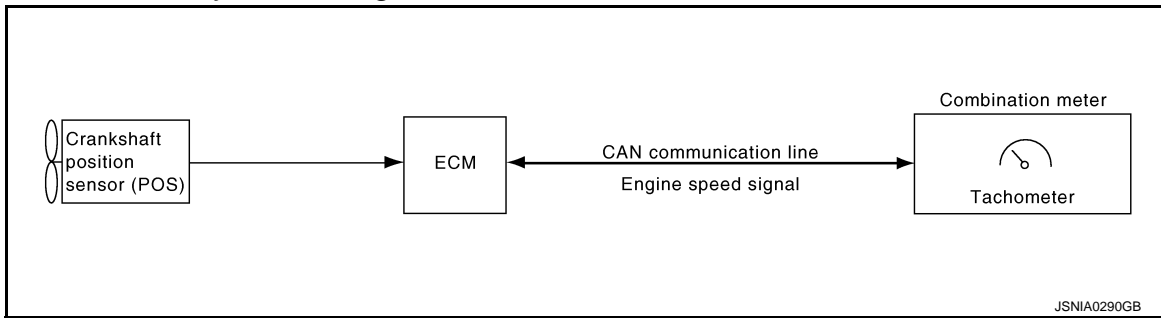 Crankshaft
position
sensor (POS)
ECM
CAN communication line
Engine speed signal
Combination meter
Tachometer
JSNIA0290GB